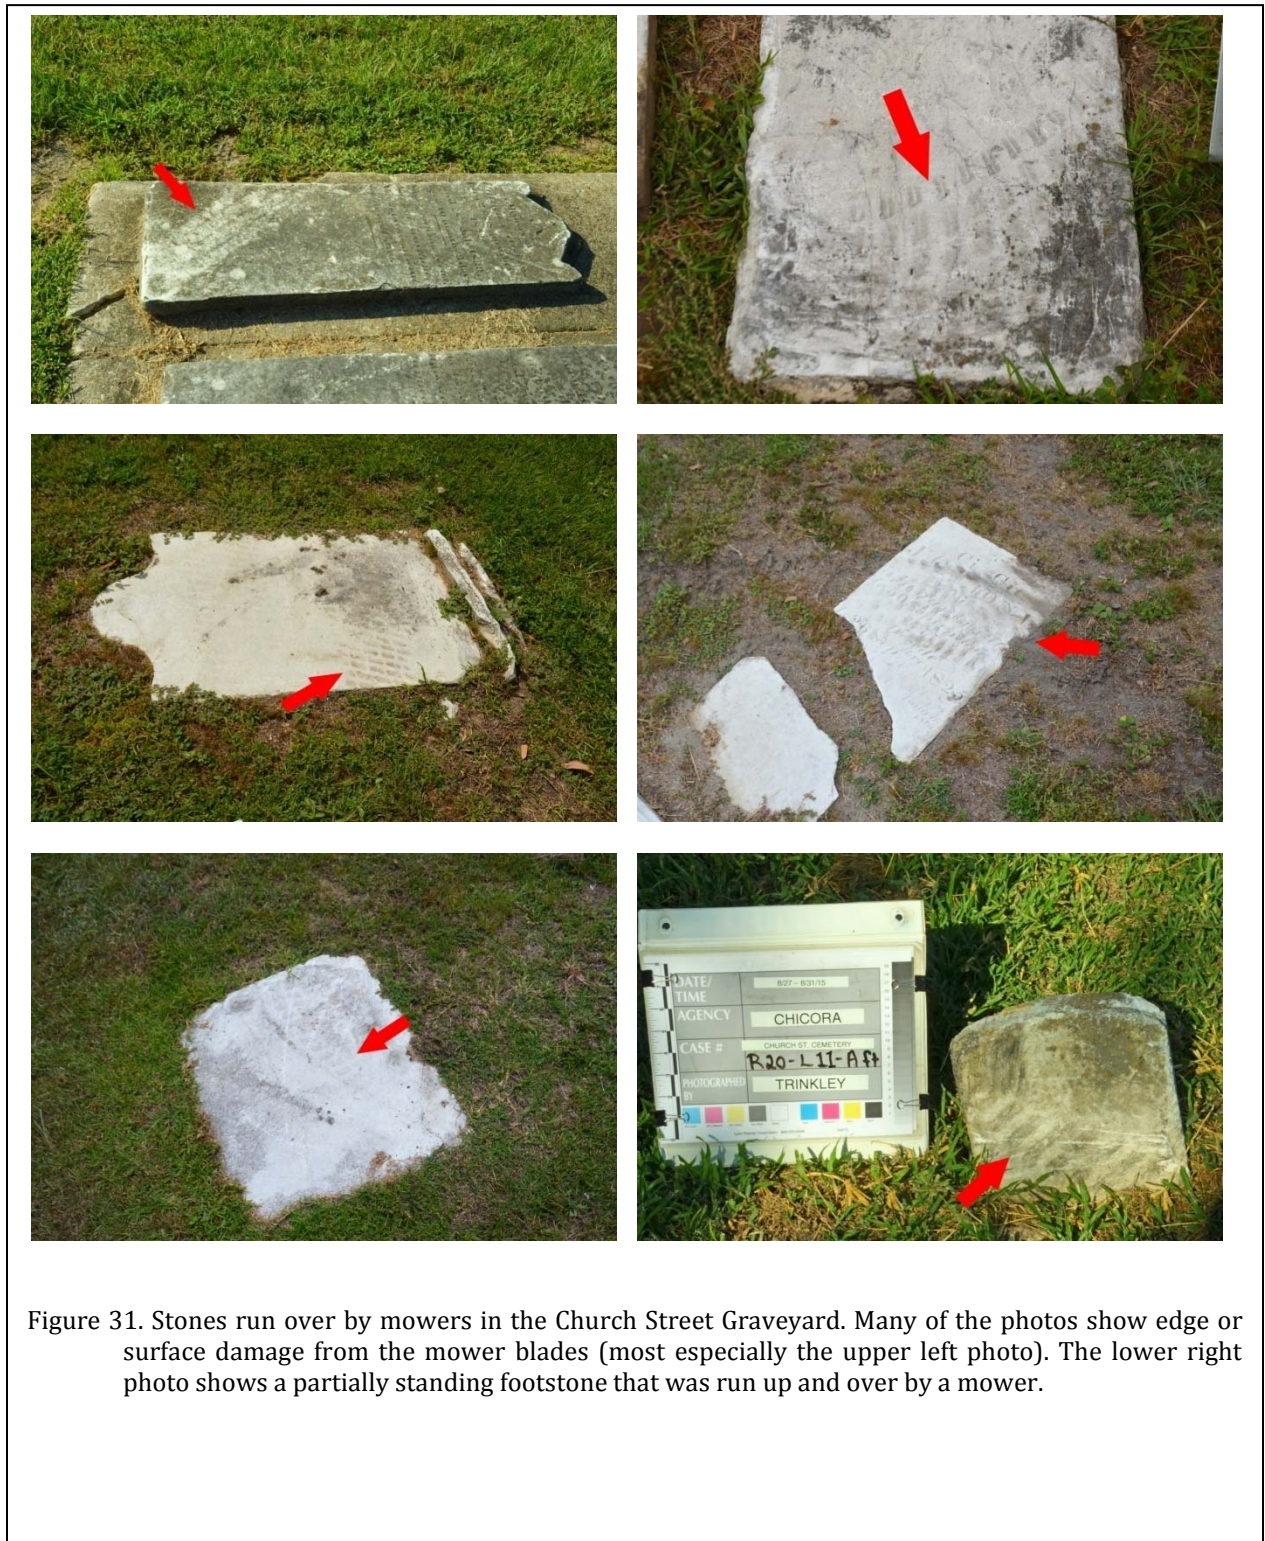 DATE/ 8/27 – 8/31/15
TIME
AGENCY CHICORA
CASE # CHURCH ST. CEMETERY
R20-L11-A ft
PHOTOGRAPHED TRINKLEY
BY
Figure 31. Stones run over by mowers in the Church Street Graveyard. Many of the photos show edge or
surface damage from the mower blades (most especially the upper left photo). The lower right
photo shows a partially standing footstone that was run up and over by a mower.